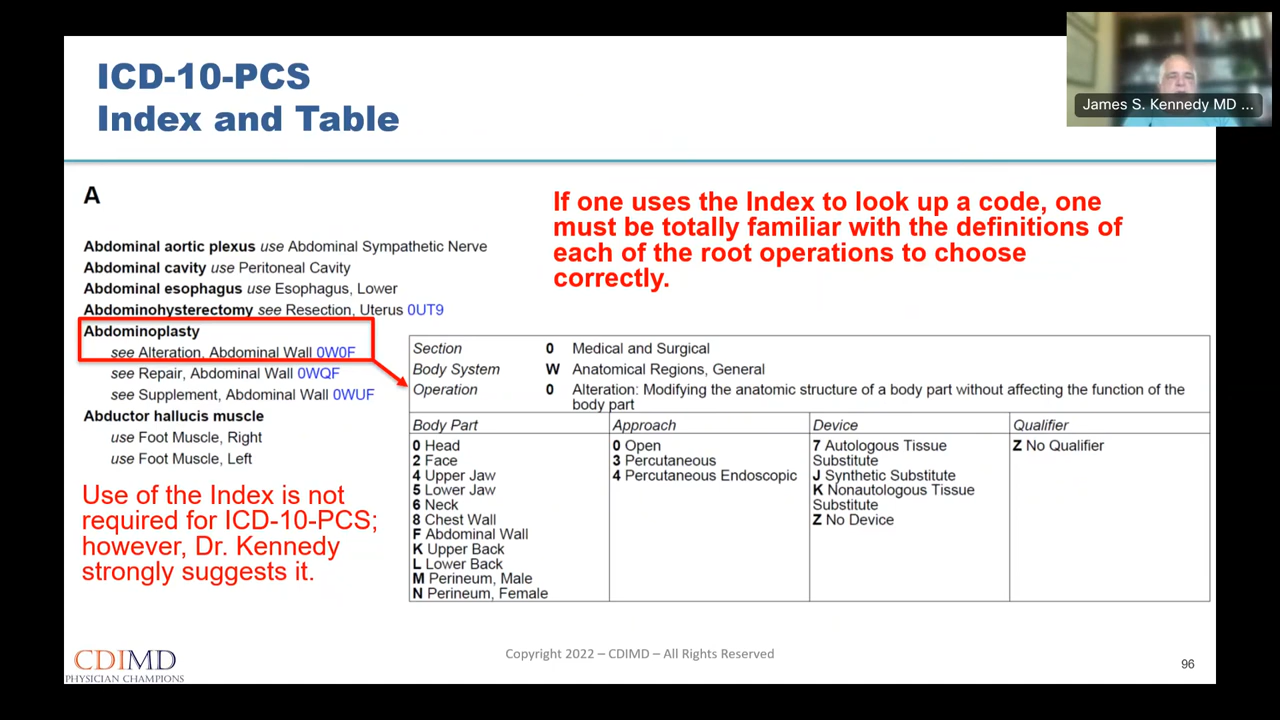 ICD-10-PCS
Index and Table
James S. Kennedy MD ...
A
Abdominal aortic plexus use Abdominal Sympathetic Nerve
Abdominal cavity use Peritoneal Cavity
Abdominal esophagus use Esophagus, Lower
Abdominohysterectomy see Resection, Uterus 0UT9
Abdominoplasty
see Alteration, Abdominal Wall 0W0F
see Repair, Abdominal Wall 0WQF
see Supplement, Abdominal Wall 0WUF
Abductor hallucis muscle
use Foot Muscle, Right
use Foot Muscle, Left
If one uses the Index to look up a code, one
must be totally familiar with the definitions of
each of the root operations to choose
correctly.
Use of the Index is not
required for ICD-10-PCS;
however, Dr. Kennedy
strongly suggests it.
Section 0 Medical and Surgical
Body System W Anatomical Regions, General
Operation 0 Alteration: Modifying the anatomic structure of a body part without affecting the function of the
body part
Body Part Approach Device Qualifier
0 Head
2 Face
4 Upper Jaw
5 Lower Jaw
6 Neck
8 Chest Wall
F Abdominal Wall
K Upper Back
L Lower Back
M Perineum, Male
N Perineum, Female
0 Open
3 Percutaneous
4 Percutaneous Endoscopic
7 Autologous Tissue
Substitute
J Synthetic Substitute
K Nonautologous Tissue
Substitute
Z No Device
Z No Qualifier
CDIMD
PHYSICIAN CHAMPIONS
Copyright 2022 – CDIMD – All Rights Reserved
96